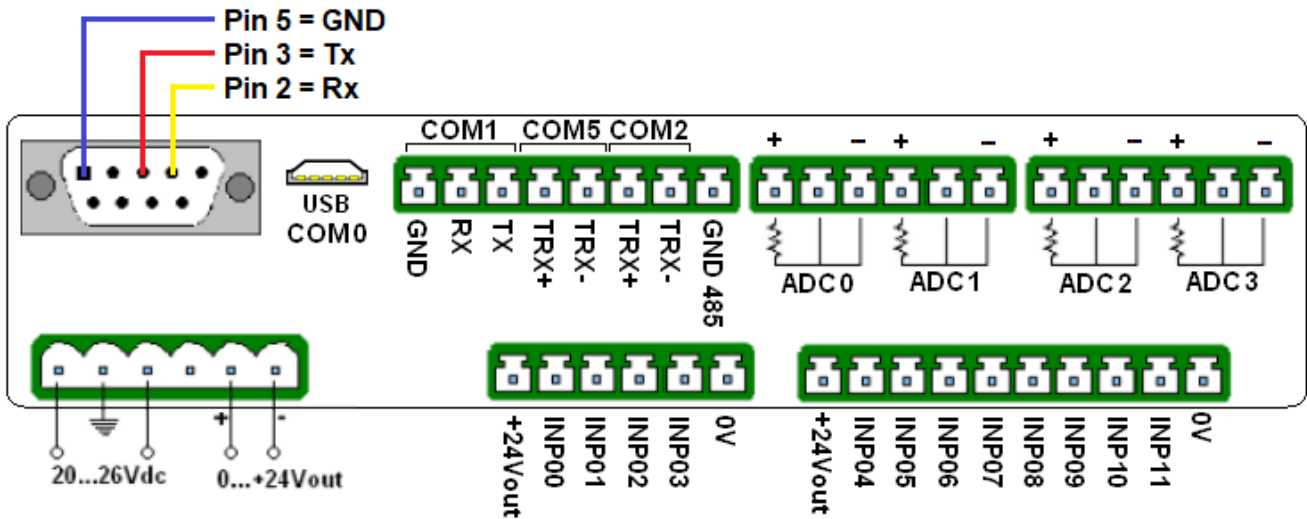 Pin 5 = GND
Pin 3 = Tx
Pin 2 = Rx
COM1 COM5 COM2
+ - + - + - + -
USB
COM0
GND RX TX TRX+ TRX- TRX+ TRX- GND 485
ADC0 ADC1 ADC2 ADC3
+ -
20...26Vdc 0...+24Vout
+24Vout INP00 INP01 INP02 INP03 0V
+24Vout INP04 INP05 INP06 INP07 INP08 INP09 INP10 INP11 0V